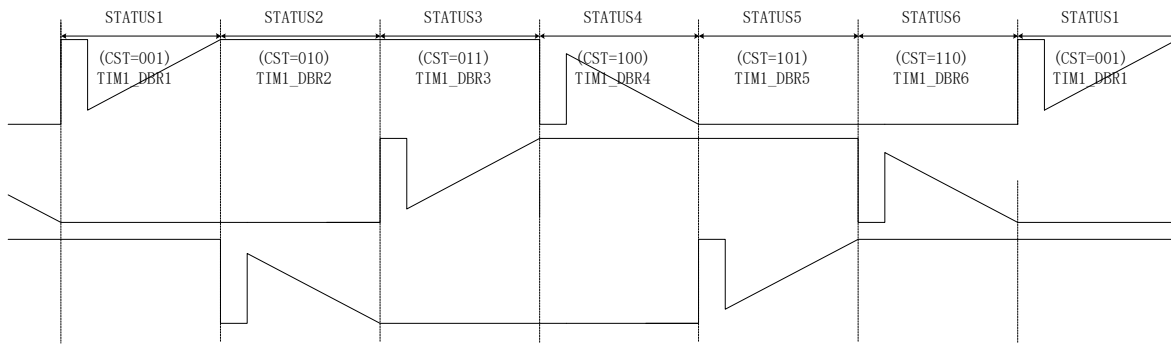 STATUS1 STATUS2 STATUS3 STATUS4 STATUS5 STATUS6 STATUS1
(CST=001) (CST=010) (CST=011) (CST=100) (CST=101) (CST=110) (CST=001)
TIM1_DBR1 TIM1_DBR2 TIM1_DBR3 TIM1_DBR4 TIM1_DBR5 TIM1_DBR6 TIM1_DBR1